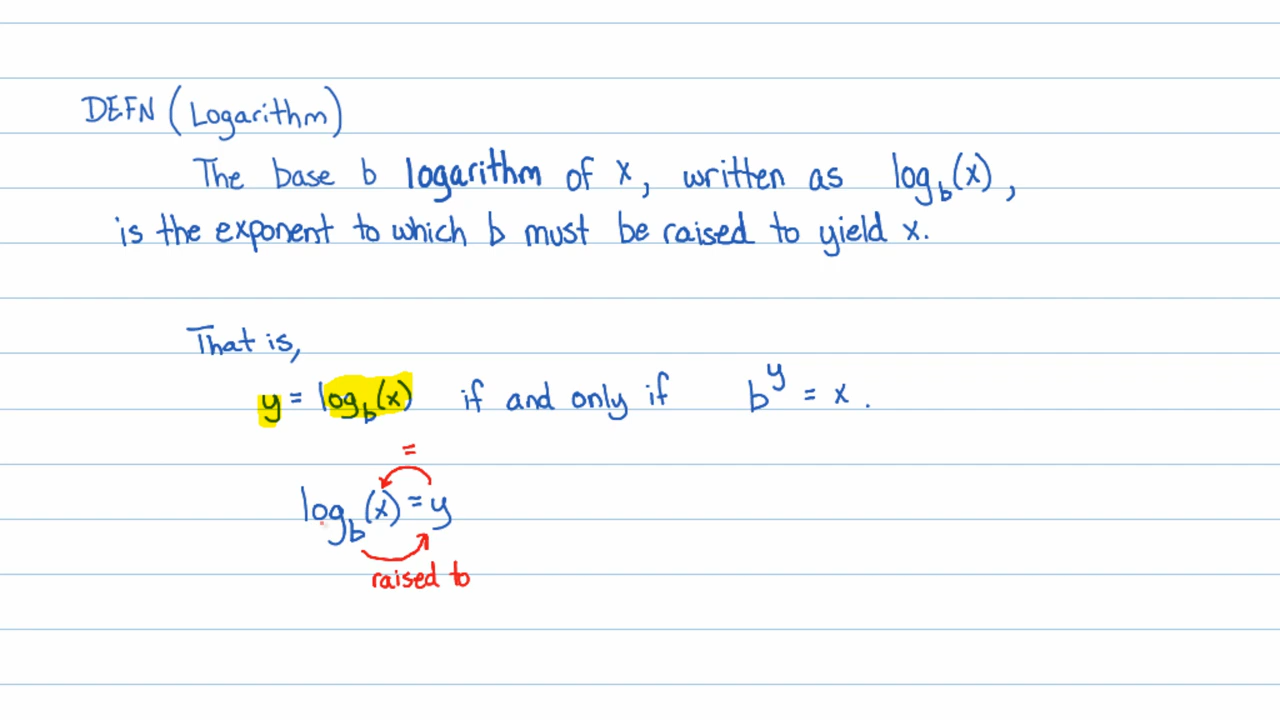 DEFN (Logarithm)
The base b logarithm of x, written as log_b(x),
is the exponent to which b must be raised to yield x.
That is,
y = log_b(x) if and only if b^y = x.
=
log_b(x) = y
raised to